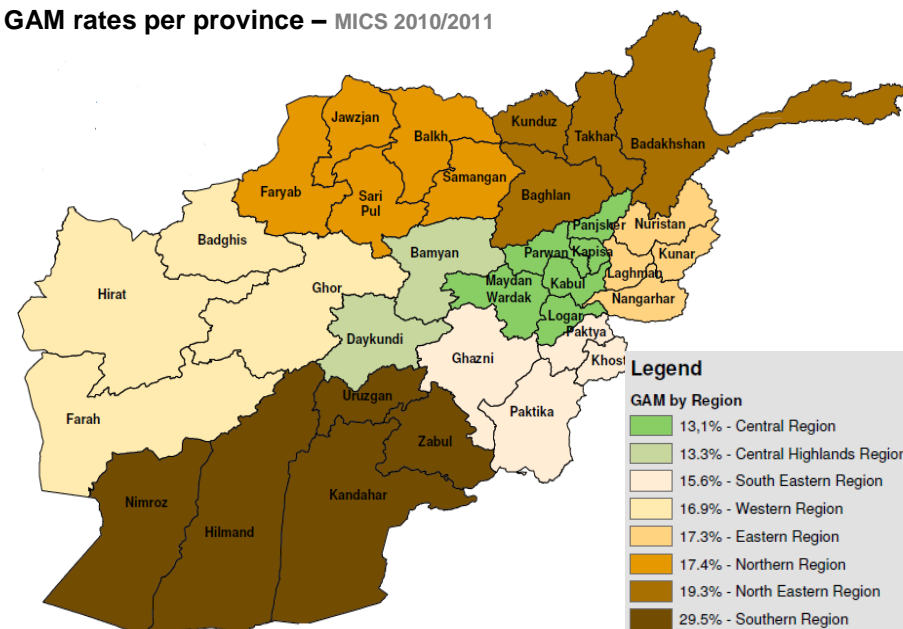 GAM rates per province – MICS 2010/2011
Jawzjan
Balkh
Kunduz
Takhar
Badakhshan
Faryab
Sari
Pul
Samangan
Baghlan
Badghis
Bamyan
Panjsher
Nuristan
Parwan
Kapisa
Kunar
Hirat
Ghor
Maydan
Wardak
Kabul
Laghman
Nangarhar
Logar
Daykundi
Ghazni
Paktya
Khost
Farah
Uruzgan
Paktika
Zabul
Nimroz
Hilmand
Kandahar
Legend
GAM by Region
13,1% - Central Region
13.3% - Central Highlands Region
15.6% - South Eastern Region
16.9% - Western Region
17.3% - Eastern Region
17.4% - Northern Region
19.3% - North Eastern Region
29.5% - Southern Region